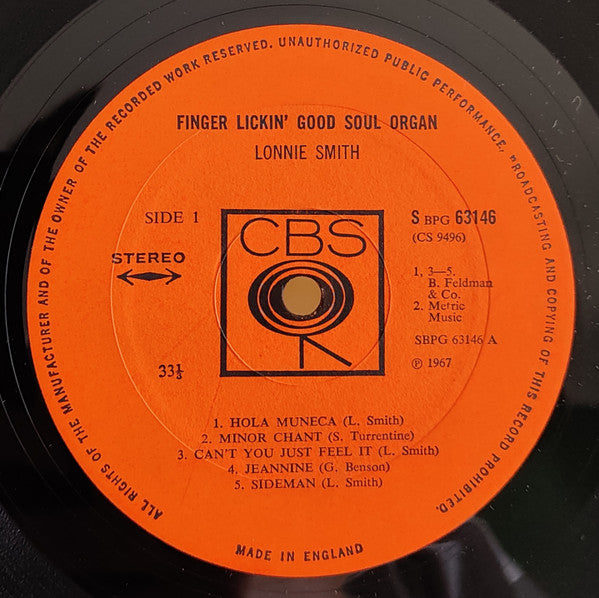 ALL RIGHTS OF THE MANUFACTURER AND OF THE OWNER OF THE RECORDED WORK RESERVED. UNAUTHORIZED PUBLIC PERFORMANCE, BROADCASTING AND COPYING OF THIS RECORD PROHIBITED.
FINGER LICKIN' GOOD SOUL ORGAN
LONNIE SMITH
SIDE 1
STEREO
33⅓
CBS
S BPG 63146
(CS 9496)
1, 3—5.
B. Feldman
& Co.
2. Metric
Music
SBPG 63146 A
Ⓟ 1967
1. HOLA MUNECA (L. Smith)
2. MINOR CHANT (S. Turrentine)
3. CAN'T YOU JUST FEEL IT (L. Smith)
4. JEANNINE (G. Benson)
5. SIDEMAN (L. Smith)
MADE IN ENGLAND